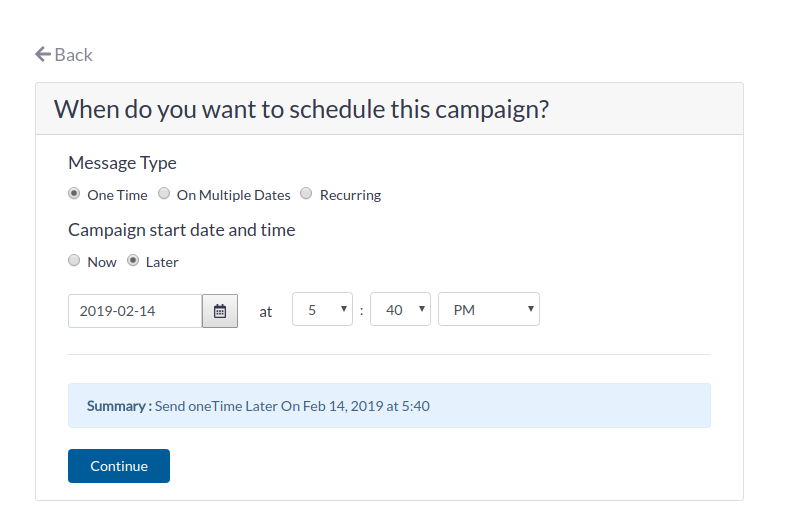 Back
When do you want to schedule this campaign?
Message Type
One Time On Multiple Dates Recurring
Campaign start date and time
Now Later
2019-02-14 at 5 : 40 PM
Summary : Send oneTime Later On Feb 14, 2019 at 5:40
Continue